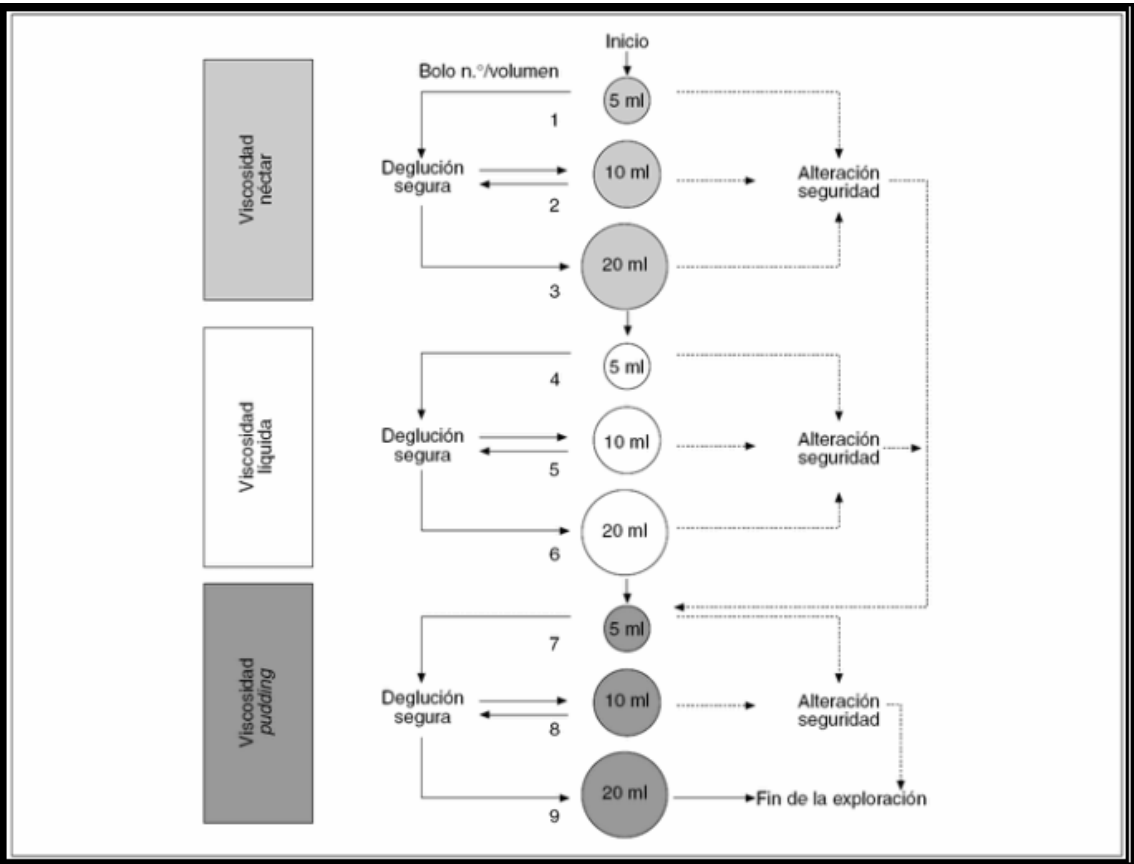 Inicio
Bolo n.°/volumen
5 ml
1
Viscosidad
néctar
Deglución
segura
10 ml
Alteración
seguridad
2
20 ml
3
5 ml
4
Viscosidad
líquida
Deglución
segura
10 ml
Alteración
seguridad
5
20 ml
6
5 ml
7
Viscosidad
pudding
Deglución
segura
10 ml
Alteración
seguridad
8
20 ml
Fin de la exploración
9